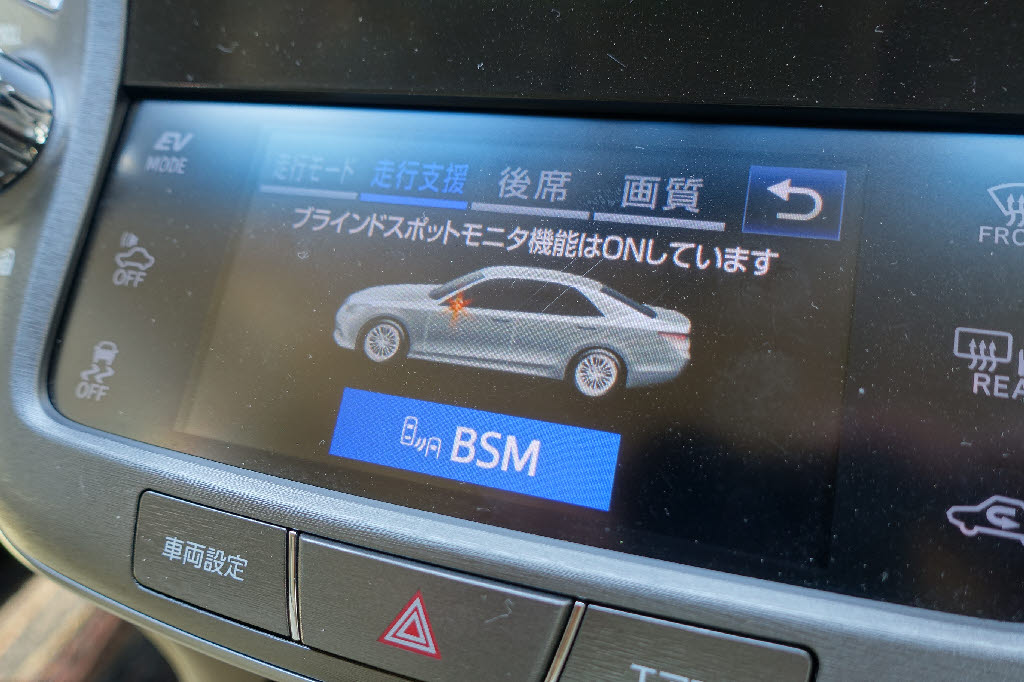 EV
MODE
走行モード 走行支援 後席 画質
ブラインドスポットモニタ機能はONしています
OFF
OFF
BSM
車両設定